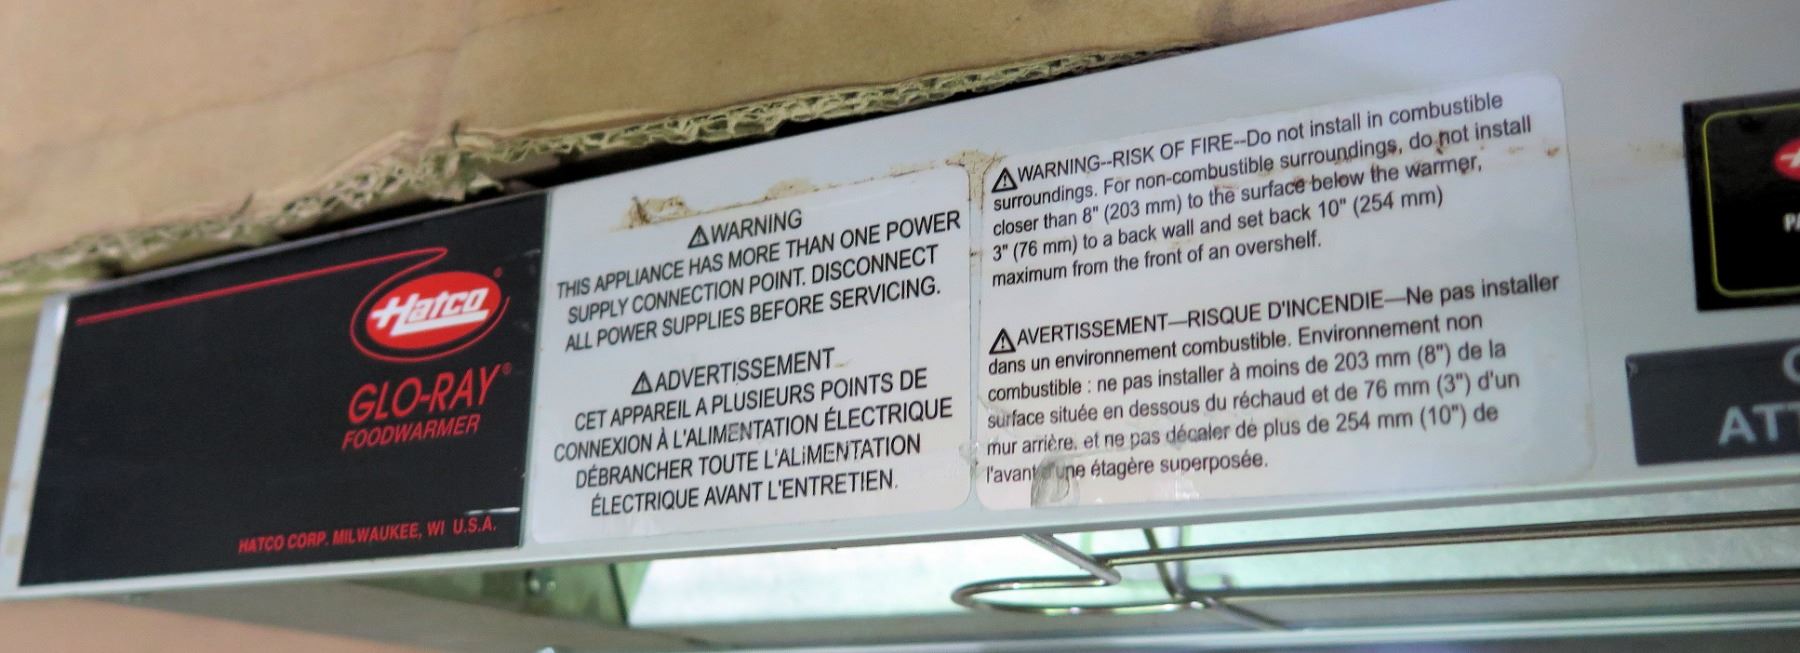 Hatco
GLO-RAY®
FOODWARMER
HATCO CORP. MILWAUKEE, WI U.S.A.
⚠WARNING
THIS APPLIANCE HAS MORE THAN ONE POWER
SUPPLY CONNECTION POINT. DISCONNECT
ALL POWER SUPPLIES BEFORE SERVICING.
⚠ADVERTISSEMENT
CET APPAREIL A PLUSIEURS POINTS DE
CONNEXION À L'ALIMENTATION ÉLECTRIQUE
DÉBRANCHER TOUTE L'ALIMENTATION
ÉLECTRIQUE AVANT L'ENTRETIEN.
⚠WARNING--RISK OF FIRE--Do not install in combustible
surroundings. For non-combustible surroundings, do not install
closer than 8" (203 mm) to the surface below the warmer,
3" (76 mm) to a back wall and set back 10" (254 mm)
maximum from the front of an overshelf.
⚠AVERTISSEMENT—RISQUE D'INCENDIE—Ne pas installer
dans un environnement combustible. Environnement non
combustible : ne pas installer à moins de 203 mm (8") de la
surface située en dessous du réchaud et de 76 mm (3") d'un
mur arrière. et ne pas décaler de plus de 254 mm (10") de
l'avant étagère superposée.